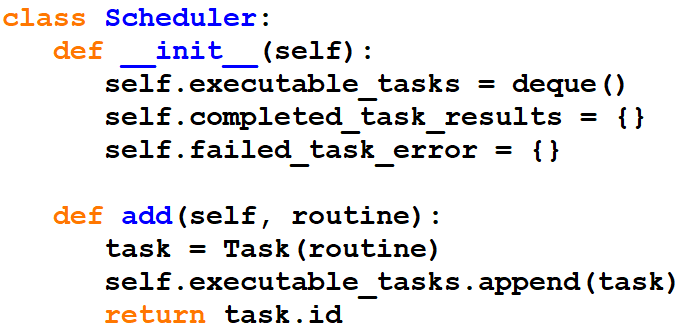 class Scheduler:
   def __init__(self):
      self.executable_tasks = deque()
      self.completed_task_results = {}
      self.failed_task_error = {}

   def add(self, routine):
      task = Task(routine)
      self.executable_tasks.append(task)
      return task.id